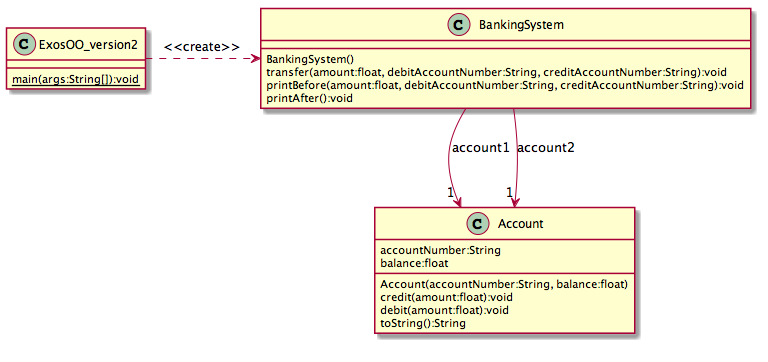 C ExosOO_version2
main(args:String[]):void
<<create>>
C BankingSystem
BankingSystem()
transfer(amount:float, debitAccountNumber:String, creditAccountNumber:String):void
printBefore(amount:float, debitAccountNumber:String, creditAccountNumber:String):void
printAfter():void
account1 account2
1 1
C Account
accountNumber:String
balance:float
Account(accountNumber:String, balance:float)
credit(amount:float):void
debit(amount:float):void
toString():String